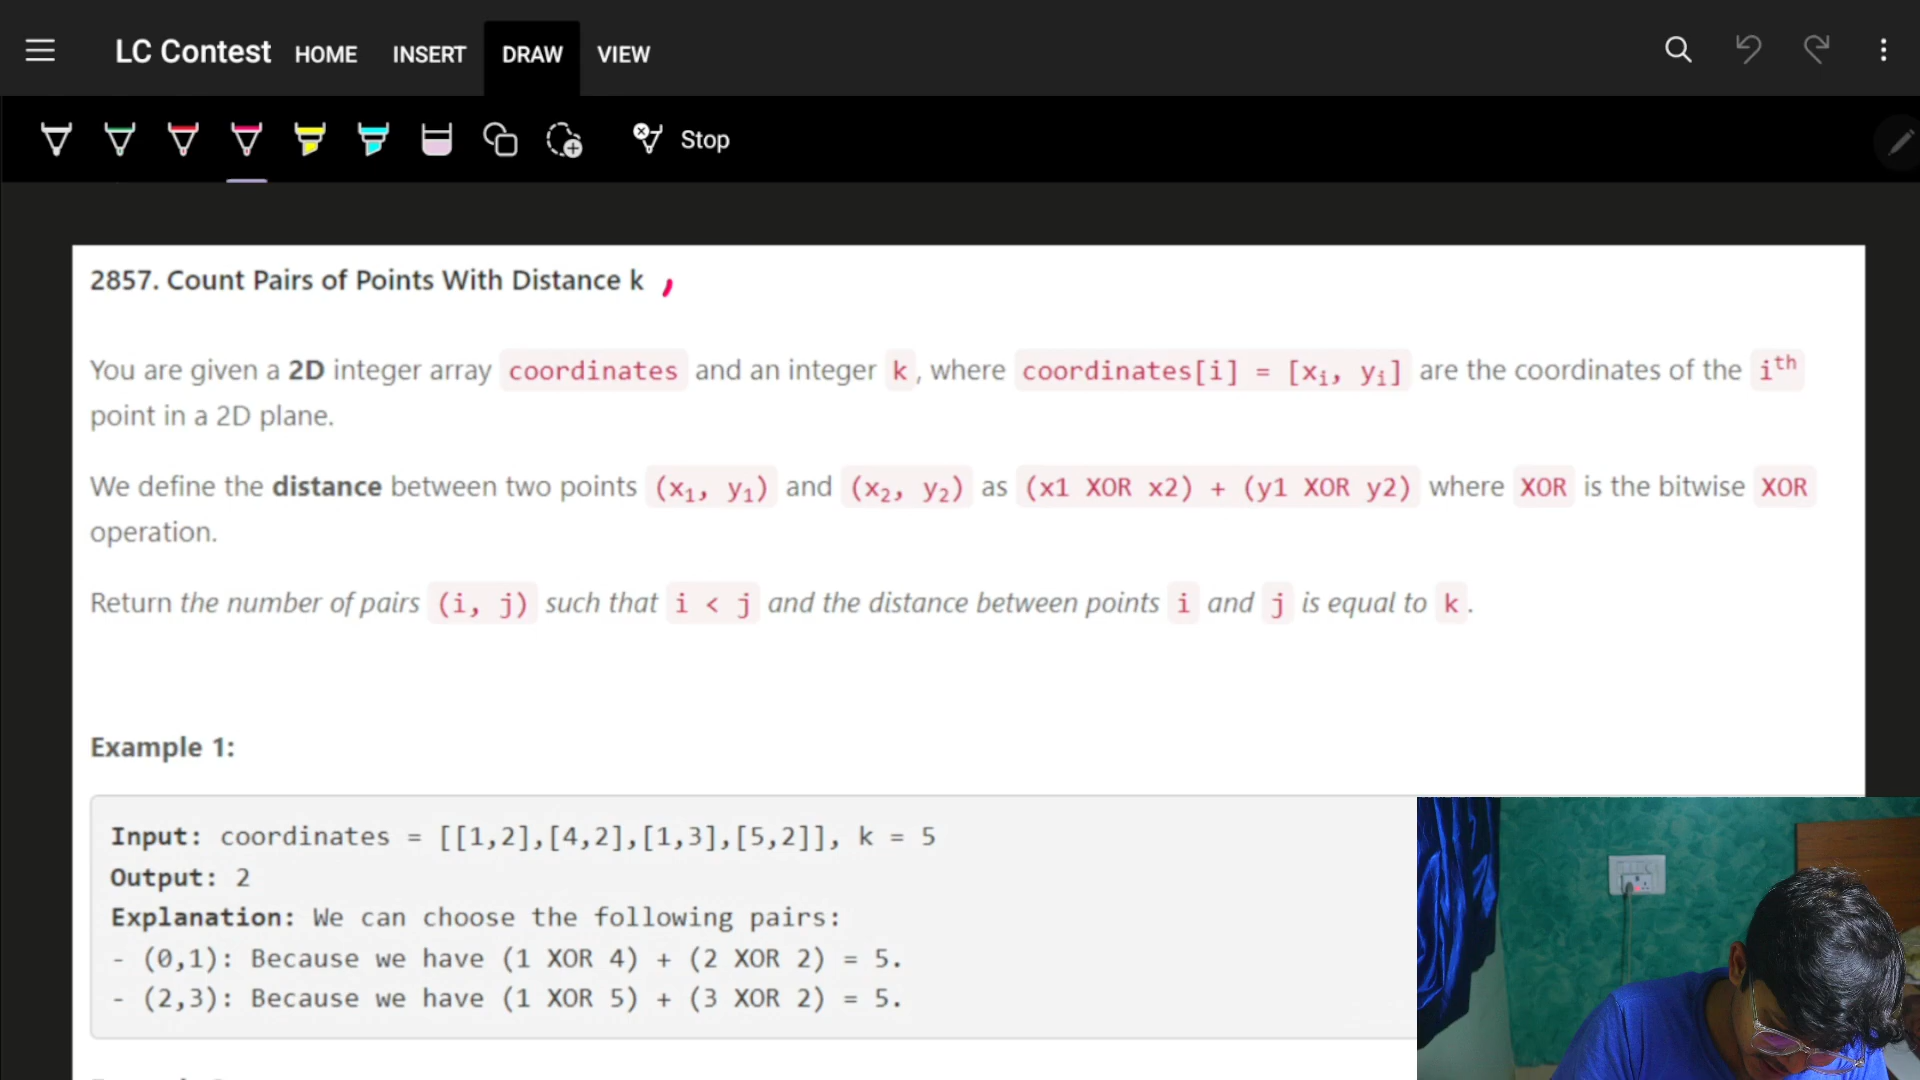 LC Contest HOME INSERT DRAW VIEW
Stop
2857. Count Pairs of Points With Distance k
You are given a 2D integer array coordinates and an integer k, where coordinates[i] = [xᵢ, yᵢ] are the coordinates of the iᵗʰ
point in a 2D plane.
We define the distance between two points (x₁, y₁) and (x₂, y₂) as (x1 XOR x2) + (y1 XOR y2) where XOR is the bitwise XOR
operation.
Return the number of pairs (i, j) such that i < j and the distance between points i and j is equal to k.
Example 1:
Input: coordinates = [[1,2],[4,2],[1,3],[5,2]], k = 5
Output: 2
Explanation: We can choose the following pairs:
- (0,1): Because we have (1 XOR 4) + (2 XOR 2) = 5.
- (2,3): Because we have (1 XOR 5) + (3 XOR 2) = 5.